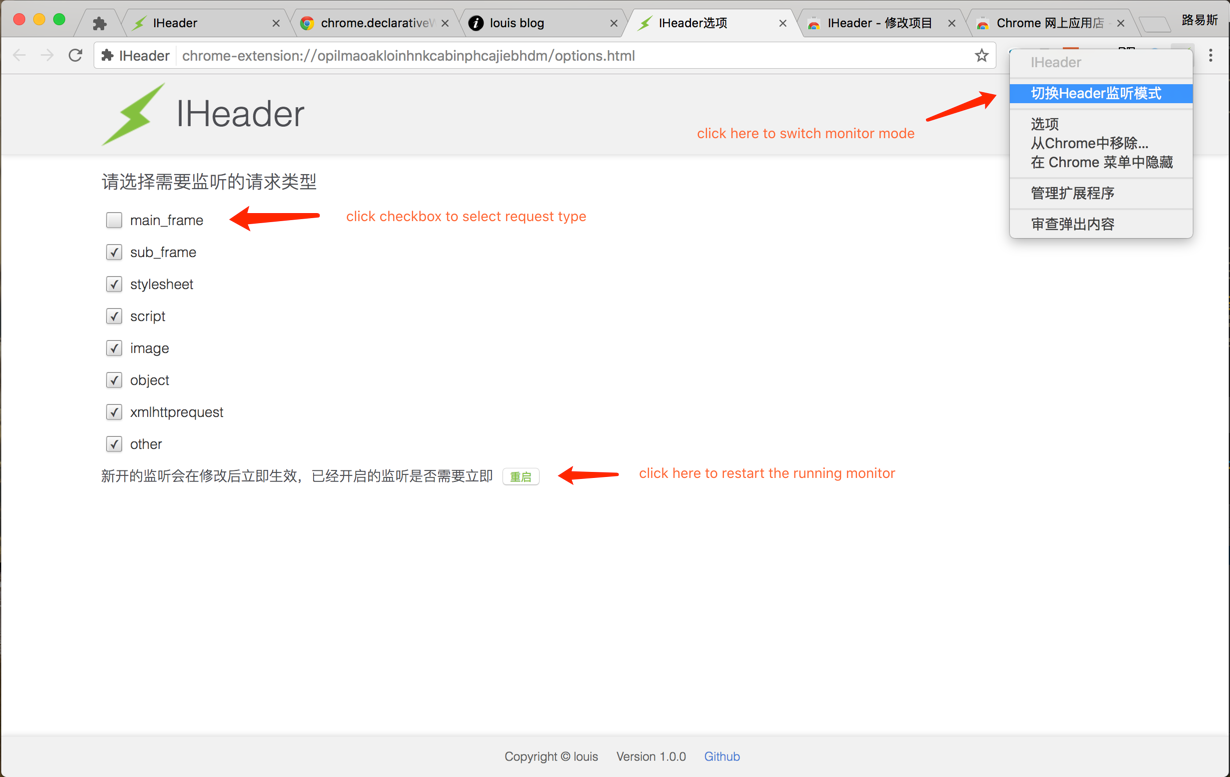 IHeader
chrome.declarativeW
louis blog
IHeader选项
IHeader - 修改项目
Chrome 网上应用店
路易斯
IHeader
chrome-extension://opilmaoakloinhnkcabinphcajiebhdm/options.html
IHeader
切换Header监听模式
选项
从Chrome中移除...
在 Chrome 菜单中隐藏
管理扩展程序
审查弹出内容
IHeader
click here to switch monitor mode
请选择需要监听的请求类型
main_frame
click checkbox to select request type
sub_frame
stylesheet
script
image
object
xmlhttprequest
other
新开的监听会在修改后立即生效，已经开启的监听是否需要立即 重启
click here to restart the running monitor
Copyright © louis Version 1.0.0 Github